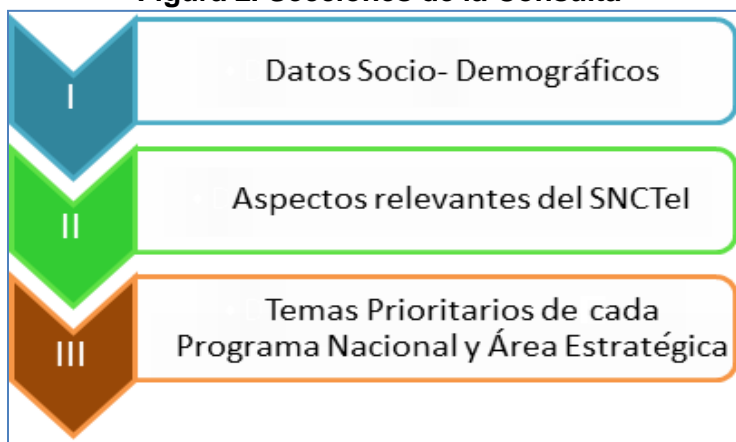 Figura 2. Secciones de la Consulta
I
Datos Socio- Demográficos
II
Aspectos relevantes del SNCTeI
III
Temas Prioritarios de cada
Programa Nacional y Área Estratégica